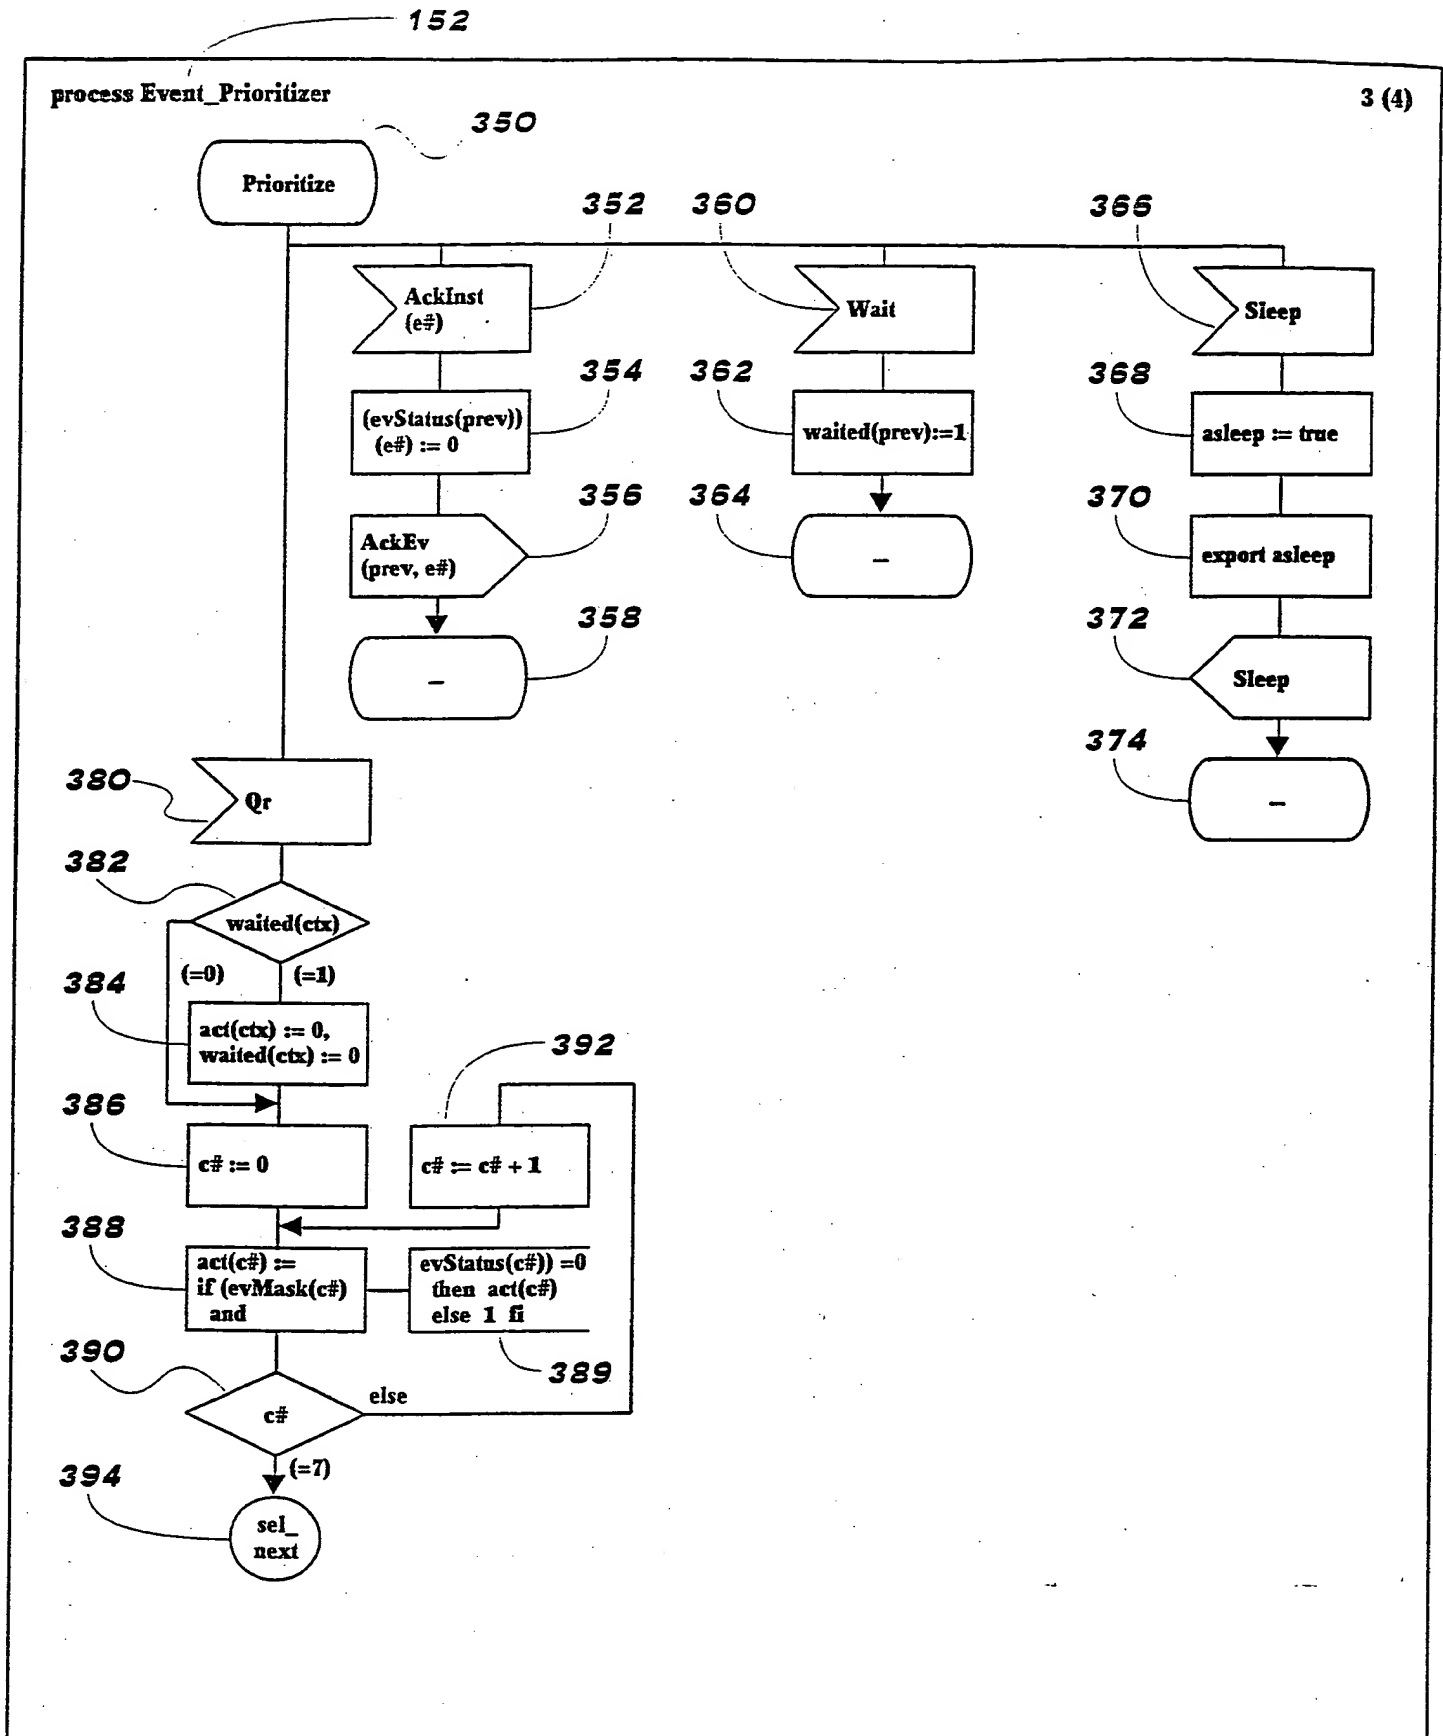 152
process Event_Prioritizer
3 (4)
350
Prioritize
352
360
366
AckInst
(e#)
Wait
Sleep
354
362
368
(evStatus(prev))
(e#) := 0
waited(prev):=1
asleep := true
356
364
370
AckEv
(prev, e#)
–
export asleep
358
372
–
Sleep
374
–
380
Qr
382
waited(ctx)
(=0)
(=1)
384
act(ctx) := 0,
waited(ctx) := 0
392
386
c# := 0
c# := c# + 1
388
act(c#) :=
if (evMask(c#)
and
evStatus(c#)) =0
then act(c#)
else 1 fi
389
390
else
c#
(=7)
394
sel_
next